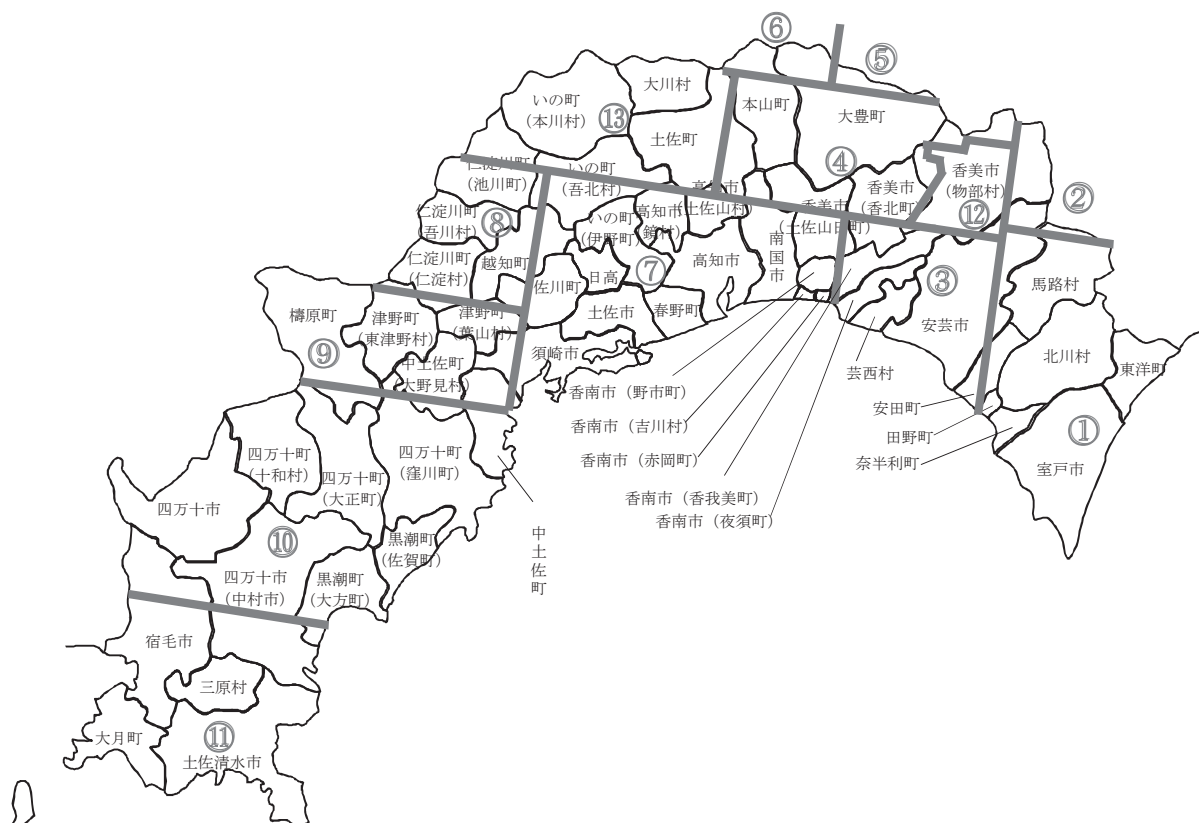 ⑥
⑤
大川村
いの町
(本川村)
⑬
本山町
大豊町
土佐町
④
香美市
(物部村)
仁淀川町
(池川町)
いの町
(吾北村)
高知市
(土佐山村)
香美市
(土佐山田町)
香美市
(香北町)
⑫
②
仁淀川町
(吾川村)
⑧
いの町
(伊野町)
高知市
(鏡村)
南国市
仁淀川町
(仁淀村)
越知町
日高
⑦
高知市
③
馬路村
佐川町
檮原町
津野町
(東津野村)
津野町
(葉山村)
土佐市
春野町
安芸市
⑨
中土佐町
(大野見村)
須崎市
北川村
東洋町
芸西村
香南市(野市町)
安田町
香南市(吉川村)
田野町
①
香南市(赤岡町)
奈半利町
室戸市
四万十町
(十和村)
四万十町
(大正町)
四万十町
(窪川町)
香南市(香我美町)
香南市(夜須町)
四万十市
⑩
黒潮町
(佐賀町)
中土佐町
四万十市
(中村市)
黒潮町
(大方町)
宿毛市
三原村
大月町
⑪
土佐清水市